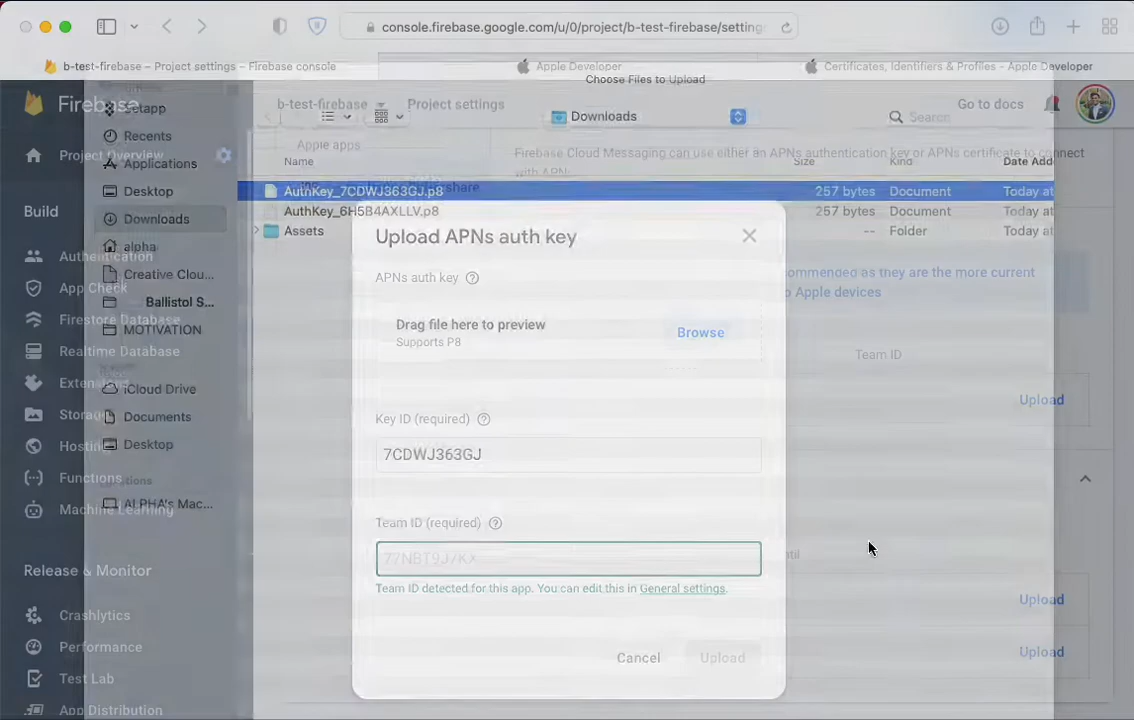 console.firebase.google.com/u/0/project/b-test-firebase/setting
b-test-firebase – Project settings – Firebase console
Apple Developer
Certificates, Identifiers & Profiles – Apple Developer
Choose Files to Upload
Firebase
b-test-firebase
Project settings
Go to docs
Setapp
Downloads
Search
Recents
Apple apps
Firebase Cloud Messaging can use either an APNs authentication key or APNs certificate to connect
with APNs
Project Overview
Applications
Name
Size
Kind
Date Added
Desktop
AuthKey_7CDWJ363GJ.p8
257 bytes
Document
Today at
Build
Downloads
AuthKey_6H5B4AXLLV.p8
257 bytes
Document
Today at
Assets
--
Folder
Today at
Authentication
alpha
Upload APNs auth key
App Check
Creative Clou...
APNs auth key
commended as they are the more current
o Apple devices
Firestore Database
Ballistol S...
Drag file here to preview
Supports P8
Browse
MOTIVATION
Realtime Database
Team ID
Exten
iCloud Drive
Upload
Storag
Documents
Key ID (required)
Hosting
Desktop
7CDWJ363GJ
Functions
Machine Learning
ALPHA's Mac...
Team ID (required)
Release & Monitor
Team ID detected for this app. You can edit this in General settings.
Upload
Crashlytics
Performance
Cancel
Upload
Upload
Test Lab
App Distribution